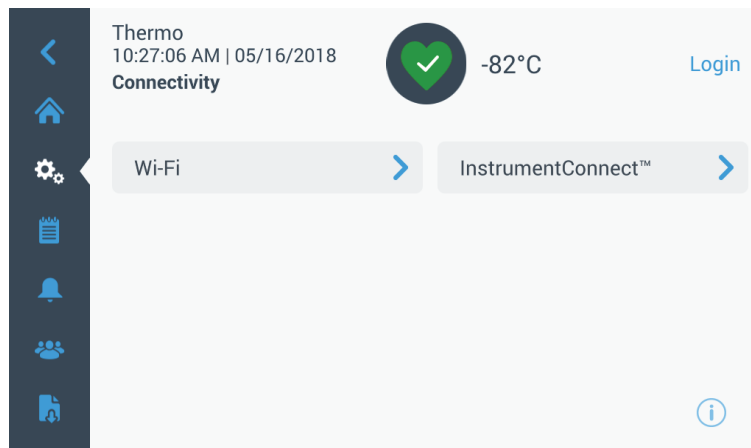 Thermo
10:27:06 AM | 05/16/2018
Connectivity
-82°C
Login
Wi-Fi
InstrumentConnect™